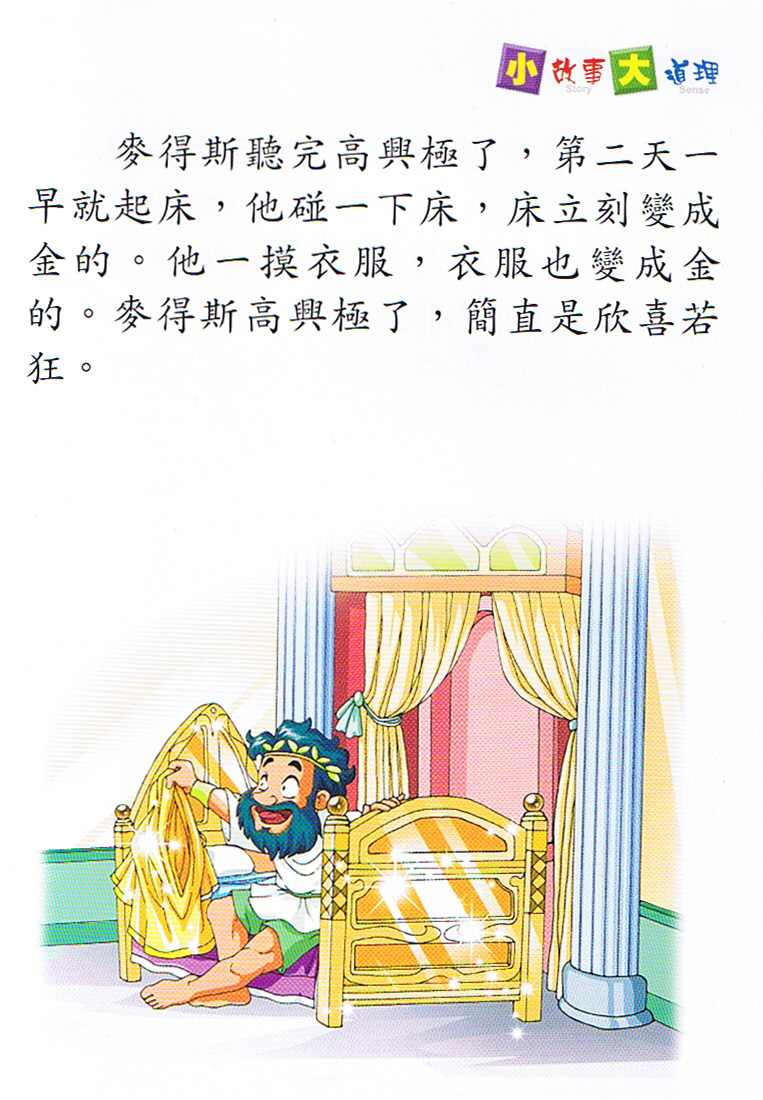 小故事大道理
Story Sense
麥得斯聽完高興極了，第二天一
早就起床，他碰一下床，床立刻變成
金的。他一摸衣服，衣服也變成金
的。麥得斯高興極了，簡直是欣喜若
狂。